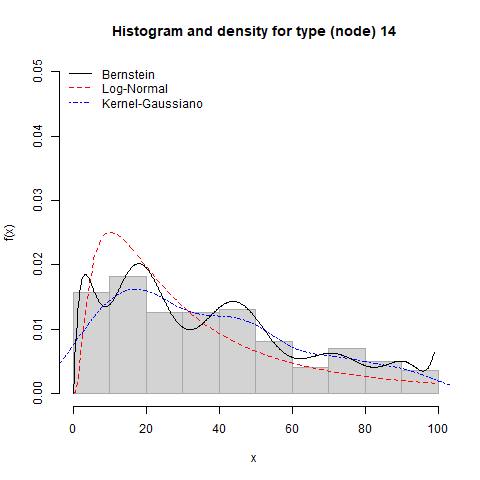 Histogram and density for type (node) 14
Bernstein
Log-Normal
Kernel-Gaussiano
f(x)
0.05
0.04
0.03
0.02
0.01
0.00
0 20 40 60 80 100
x